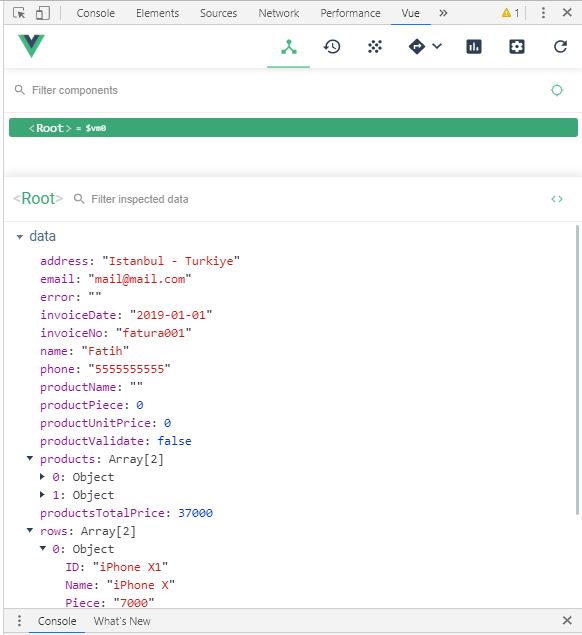 Console Elements Sources Network Performance Vue » 1
Filter components
<Root> = $vm0
<Root> Filter inspected data <>
data
address: "Istanbul - Turkiye"
email: "mail@mail.com"
error: ""
invoiceDate: "2019-01-01"
invoiceNo: "fatura001"
name: "Fatih"
phone: "5555555555"
productName: ""
productPiece: 0
productUnitPrice: 0
productValidate: false
products: Array[2]
0: Object
1: Object
productsTotalPrice: 37000
rows: Array[2]
0: Object
ID: "iPhone X1"
Name: "iPhone X"
Piece: "7000"
Console What's New